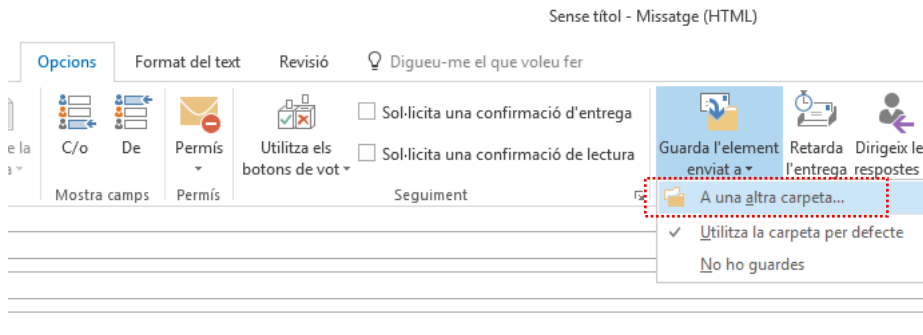 Sense títol - Missatge (HTML)
Opcions Format del text Revisió Digueu-me el que voleu fer
C/o De Permís Utilitza els botons de vot
Sol·licita una confirmació d'entrega
Sol·licita una confirmació de lectura
Guarda l'element enviat a
Retarda l'entrega
Dirigeix
respostes
Mostra camps Permís Seguiment
A una altra carpeta...
Utilitza la carpeta per defecte
No ho guardes